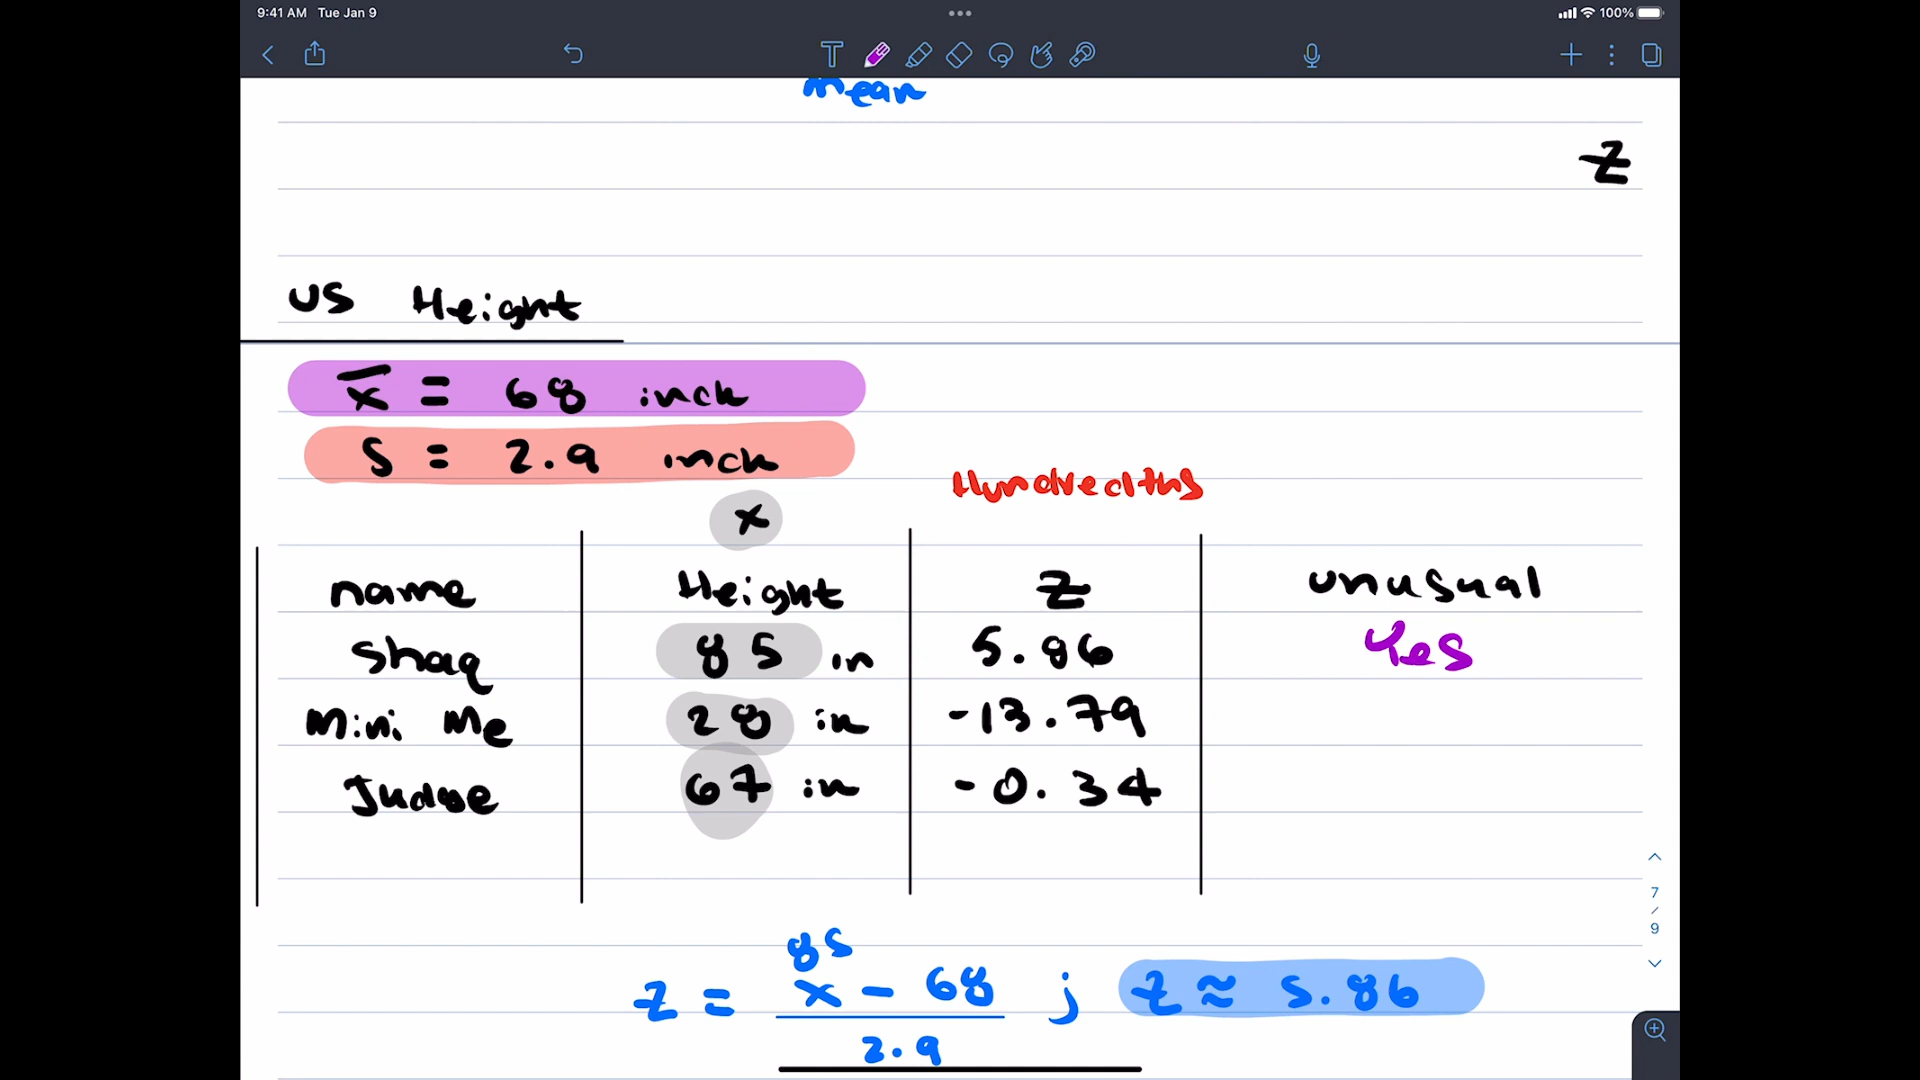 9:41 AM Tue Jan 9
100%
mean
Z
US Height
x̄ = 68 inch
S = 2.9 inch
Hundredths
x
name Height Z unusual
Shaq 85 in 5.86 Yes
Mini Me 28 in -13.79
Judge 67 in -0.34
7
/
9
85
z = x - 68 ; z ≈ 5.86
2.9